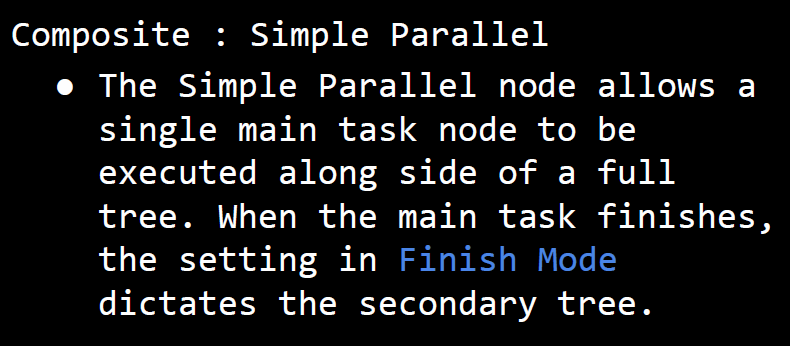 Composite : Simple Parallel
● The Simple Parallel node allows a
single main task node to be
executed along side of a full
tree. When the main task finishes,
the setting in Finish Mode
dictates the secondary tree.